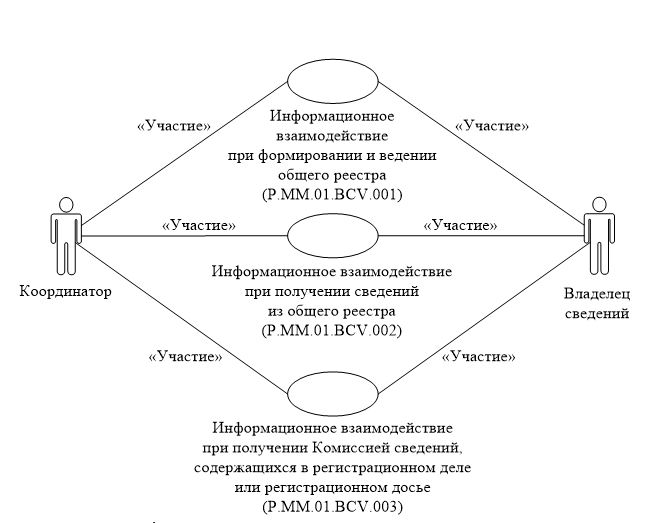 «Участие»
«Участие»
Информационное
взаимодействие
при формировании и ведении
общего реестра
(P.MM.01.BCV.001)
«Участие»
«Участие»
Координатор
Информационное взаимодействие
при получении сведений
из общего реестра
(P.MM.01.BCV.002)
Владелец
сведений
«Участие»
«Участие»
Информационное взаимодействие
при получении Комиссией сведений,
содержащихся в регистрационном деле
или регистрационном досье
(P.MM.01.BCV.003)